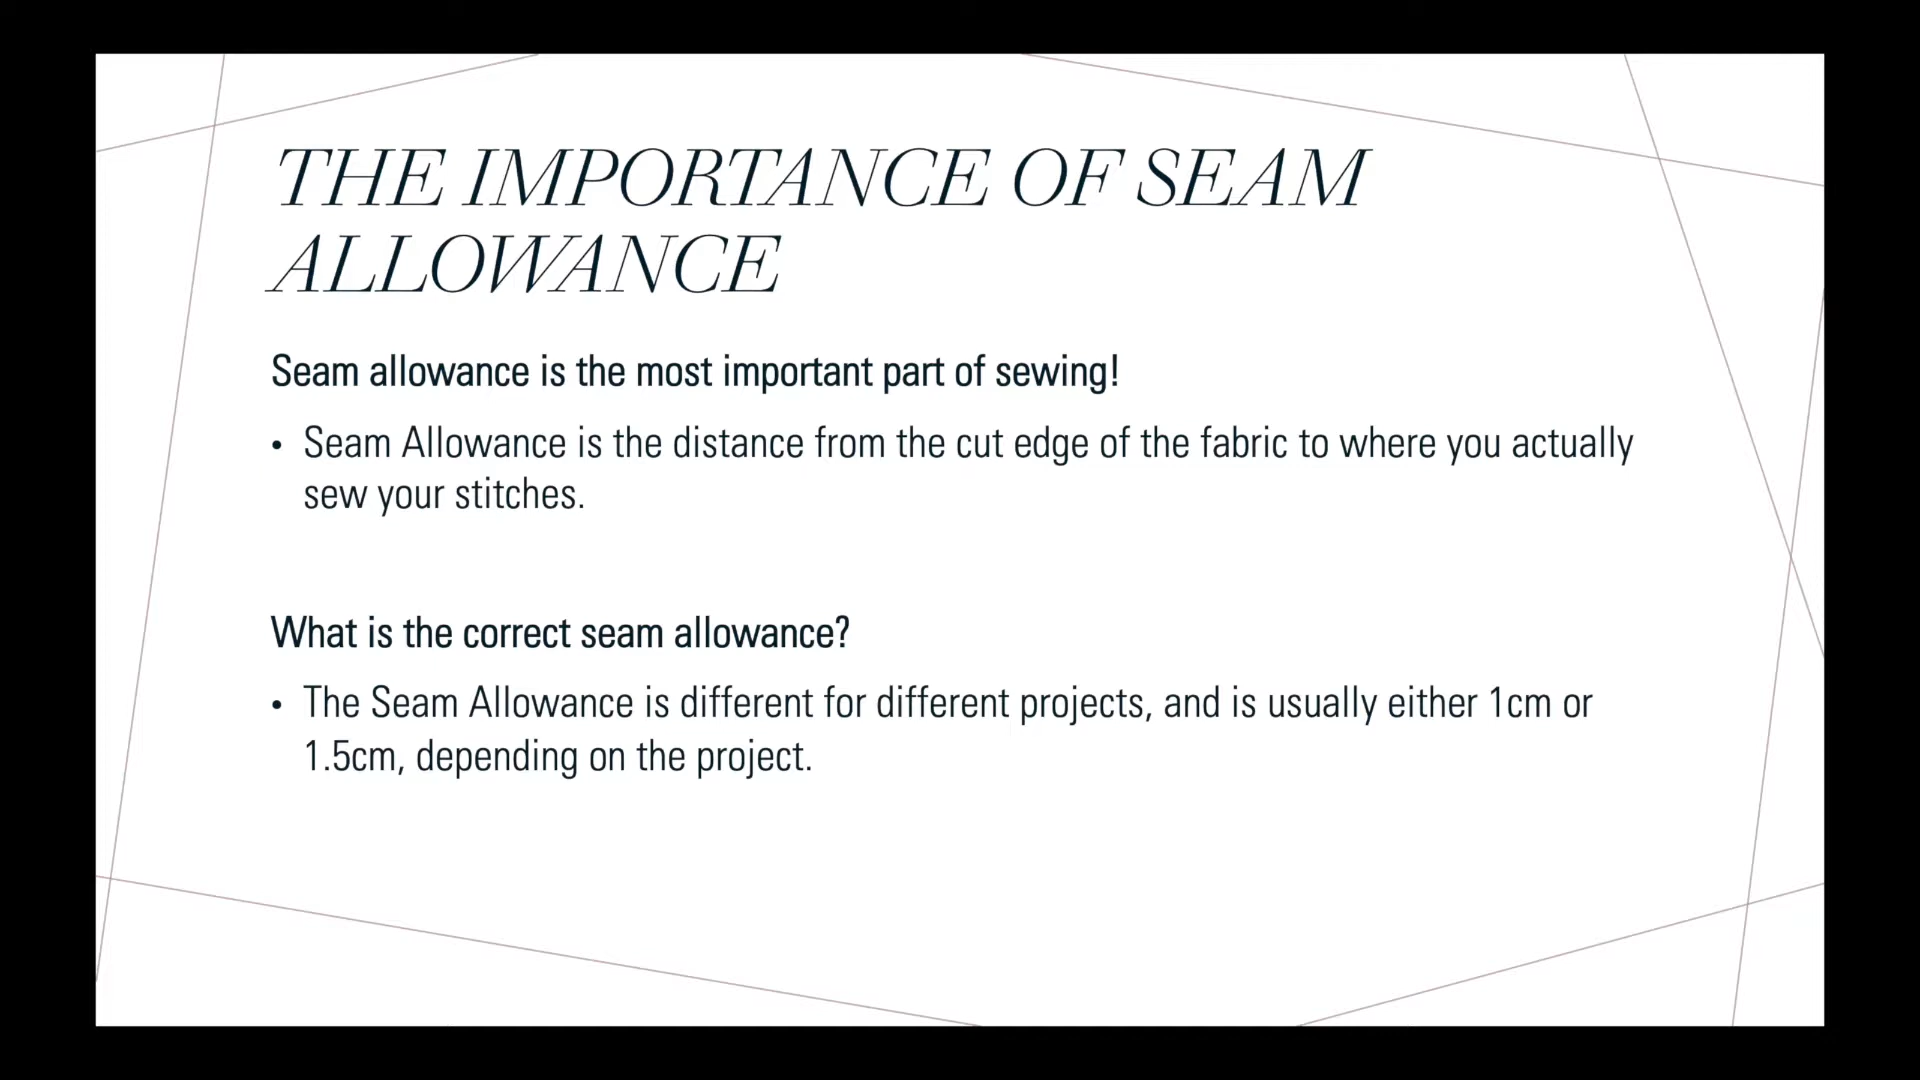 THE IMPORTANCE OF SEAM
ALLOWANCE
Seam allowance is the most important part of sewing!
• Seam Allowance is the distance from the cut edge of the fabric to where you actually
sew your stitches.
What is the correct seam allowance?
• The Seam Allowance is different for different projects, and is usually either 1cm or
1.5cm, depending on the project.